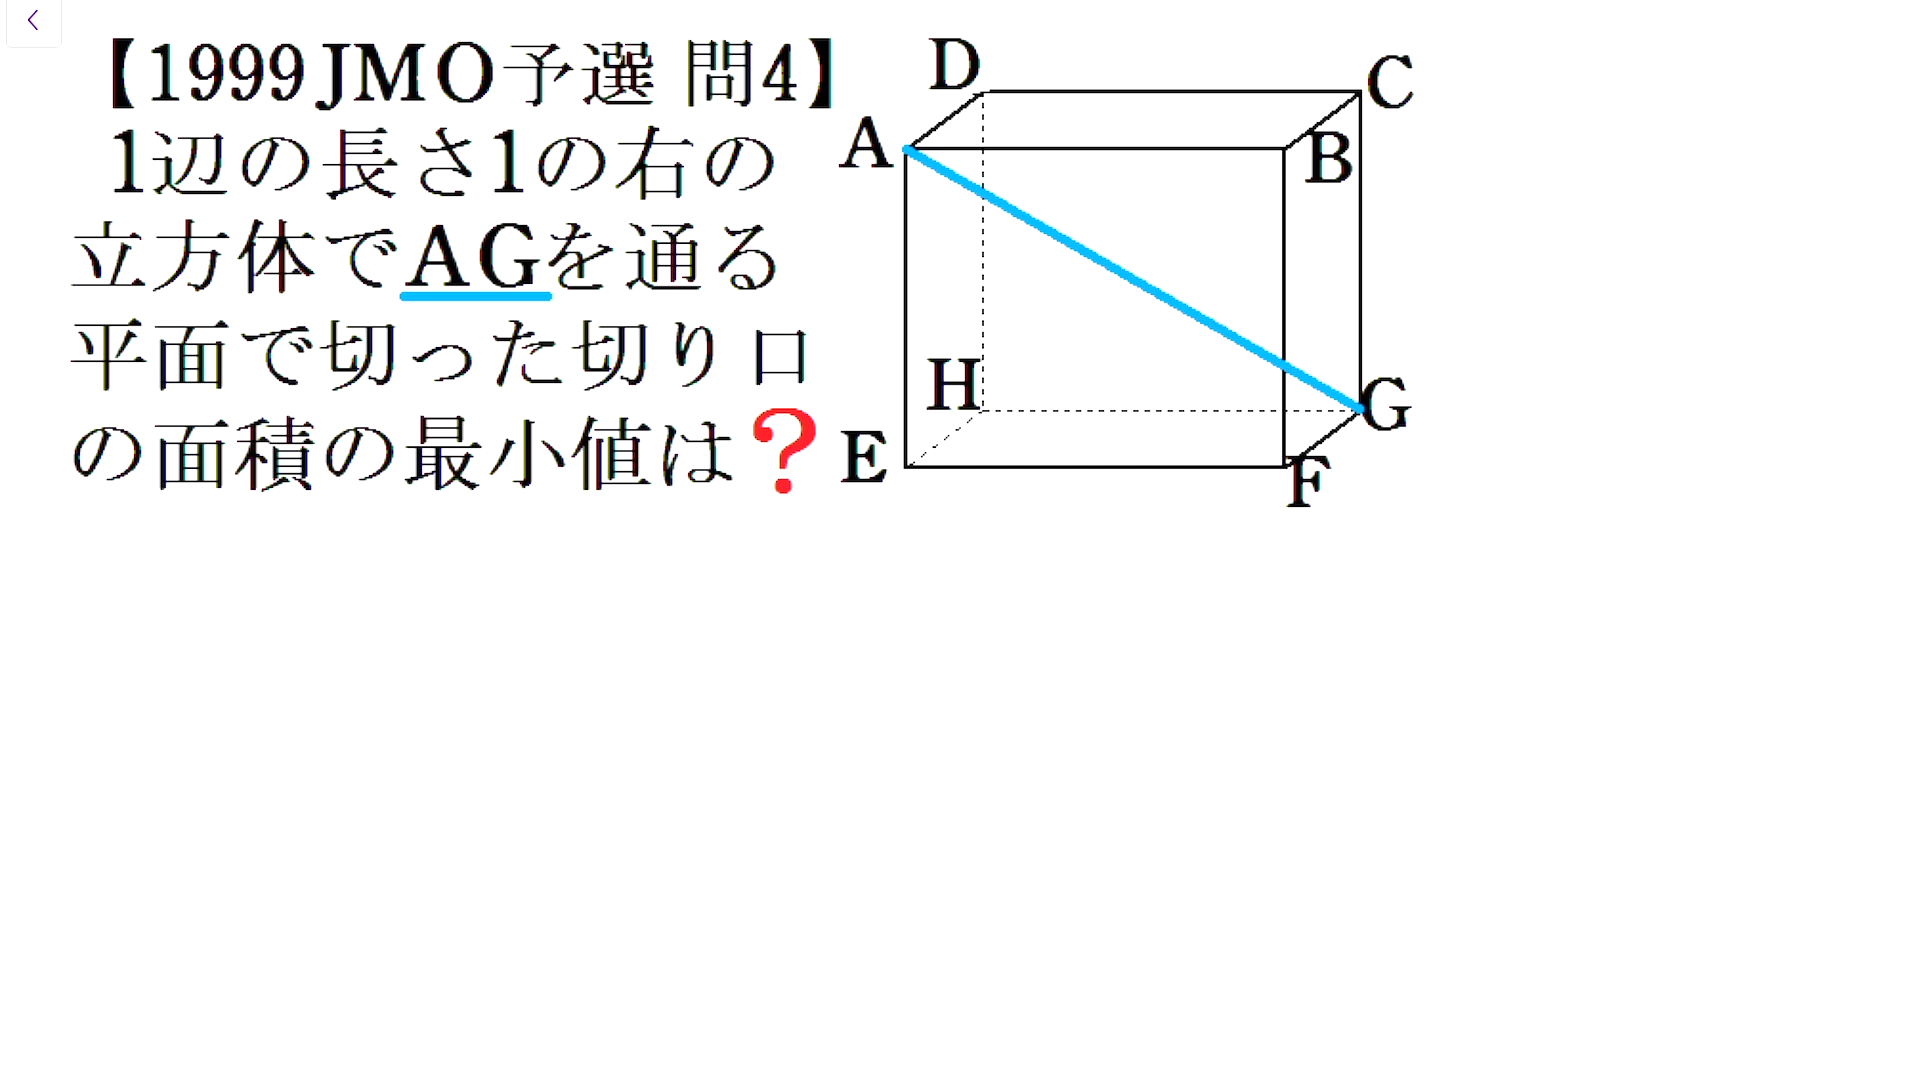 【1999JMO予選 問4】
1辺の長さ1の右の
立方体でAGを通る
平面で切った切り口
の面積の最小値は?
D
C
A
B
H
G
E
F